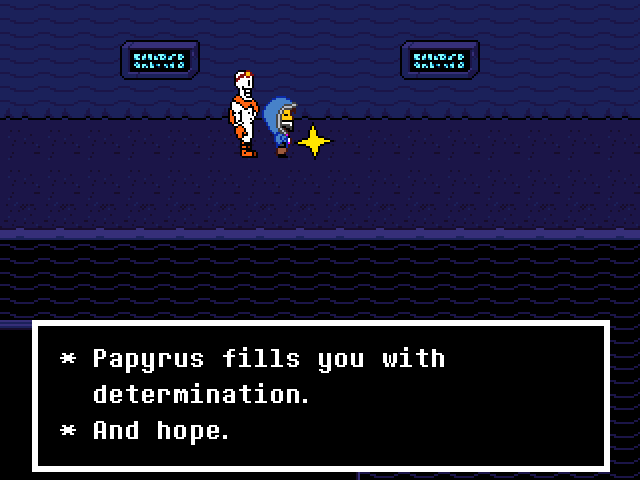 * Papyrus fills you with
determination.
* And hope.